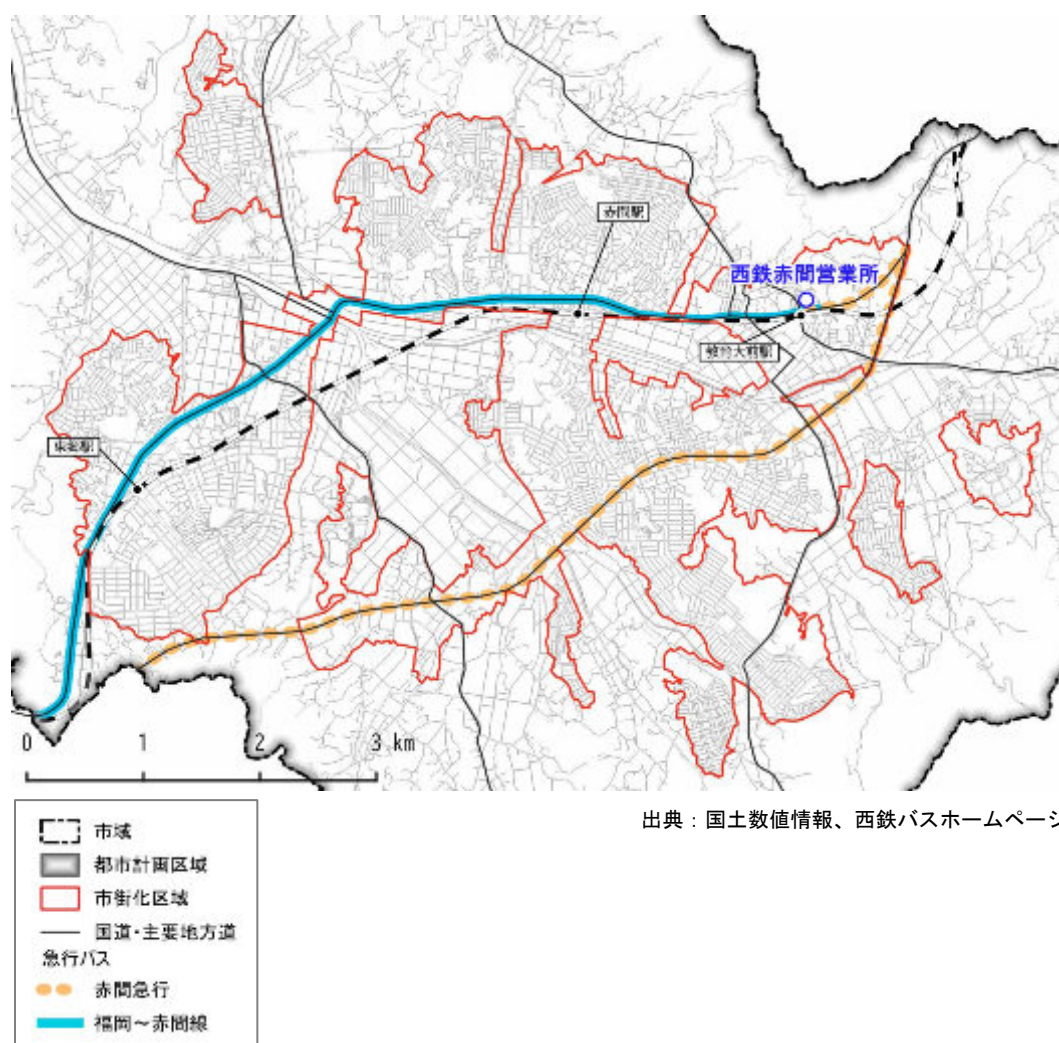 赤間駅
西鉄赤間営業所
教育大前駅
東郷駅
0 1 2 3 km
出典：国土数値情報、西鉄バスホームページ
市域
都市計画区域
市街化区域
国道・主要地方道
急行バス
赤間急行
福岡～赤間線